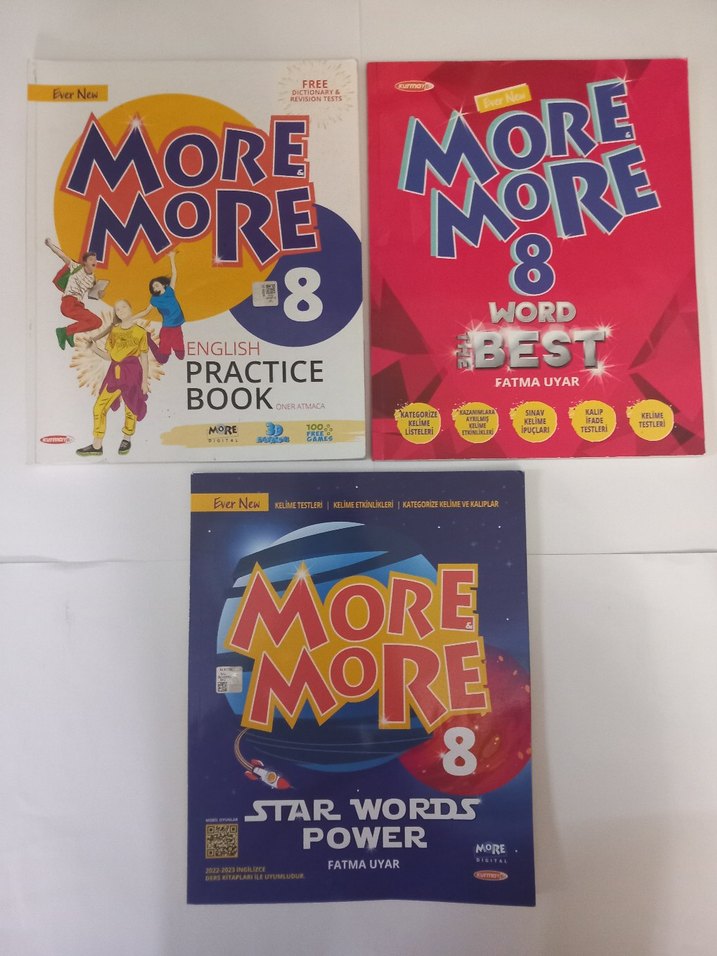 Ever New
FREE
DICTIONARY &
REVISION TESTS
MORE &
MORE
8
ENGLISH
PRACTICE
BOOK
ONER ATMACA
kurmay
MORE
DIGITAL
3D
100
FREE
GAMES
kurmay
Ever New
MORE &
MORE
8
WORD
THE BEST
FATMA UYAR
KATEGORİZE
KELİME
LİSTELERİ
KAZANIMLARA
AYRILMIŞ
KELİME
ETKİNLİKLERİ
SINAV
KELİME
İPUÇLARI
KALIP
İFADE
TESTLERİ
KELİME
TESTLERİ
Ever New
KELİME TESTLERİ | KELİME ETKİNLİKLERİ | KATEGORİZE KELİME VE KALIPLAR
MORE &
MORE
8
STAR WORDS
POWER
FATMA UYAR
MOBİL OYUNLAR
2022-2023 İNGİLİZCE
DERS KİTAPLARI İLE UYUMLUDUR.
MORE
DIGITAL
kurmay